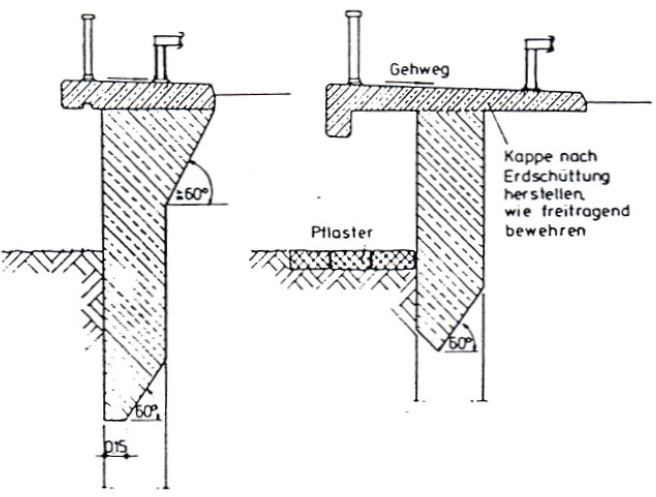 Gehweg
Kappe nach
Erdschüttung
herstellen,
wie freitragend
bewehren
≧60°
Pflaster
60°
60°
0,15